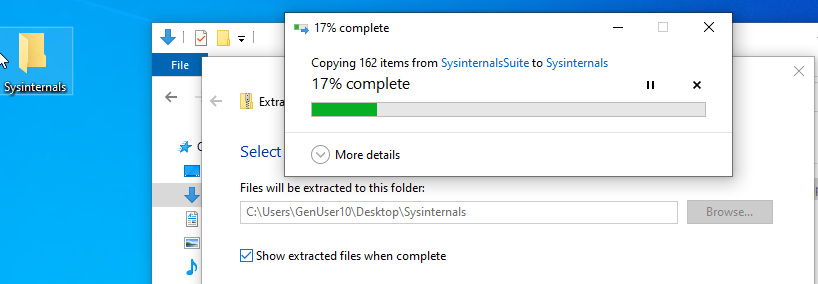 17% complete
Copying 162 items from SysinternalsSuite to Sysinternals
17% complete
More details
Sysinternals
File
Extra
Select
Files will be extracted to this folder:
C:\Users\GenUser10\Desktop\Sysinternals
Browse...
Show extracted files when complete